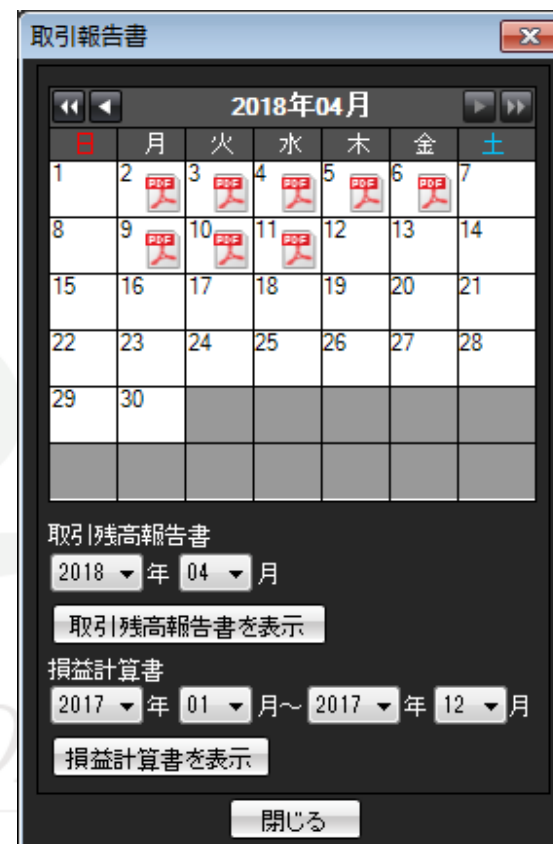 取引報告書
2018年04月
日 月 火 水 木 金 土
1 2 PDF 3 PDF 4 PDF 5 PDF 6 PDF 7
8 9 PDF 10 PDF 11 PDF 12 13 14
15 16 17 18 19 20 21
22 23 24 25 26 27 28
29 30
取引残高報告書
2018 年 04 月
取引残高報告書を表示
損益計算書
2017 年 01 月～ 2017 年 12 月
損益計算書を表示
閉じる